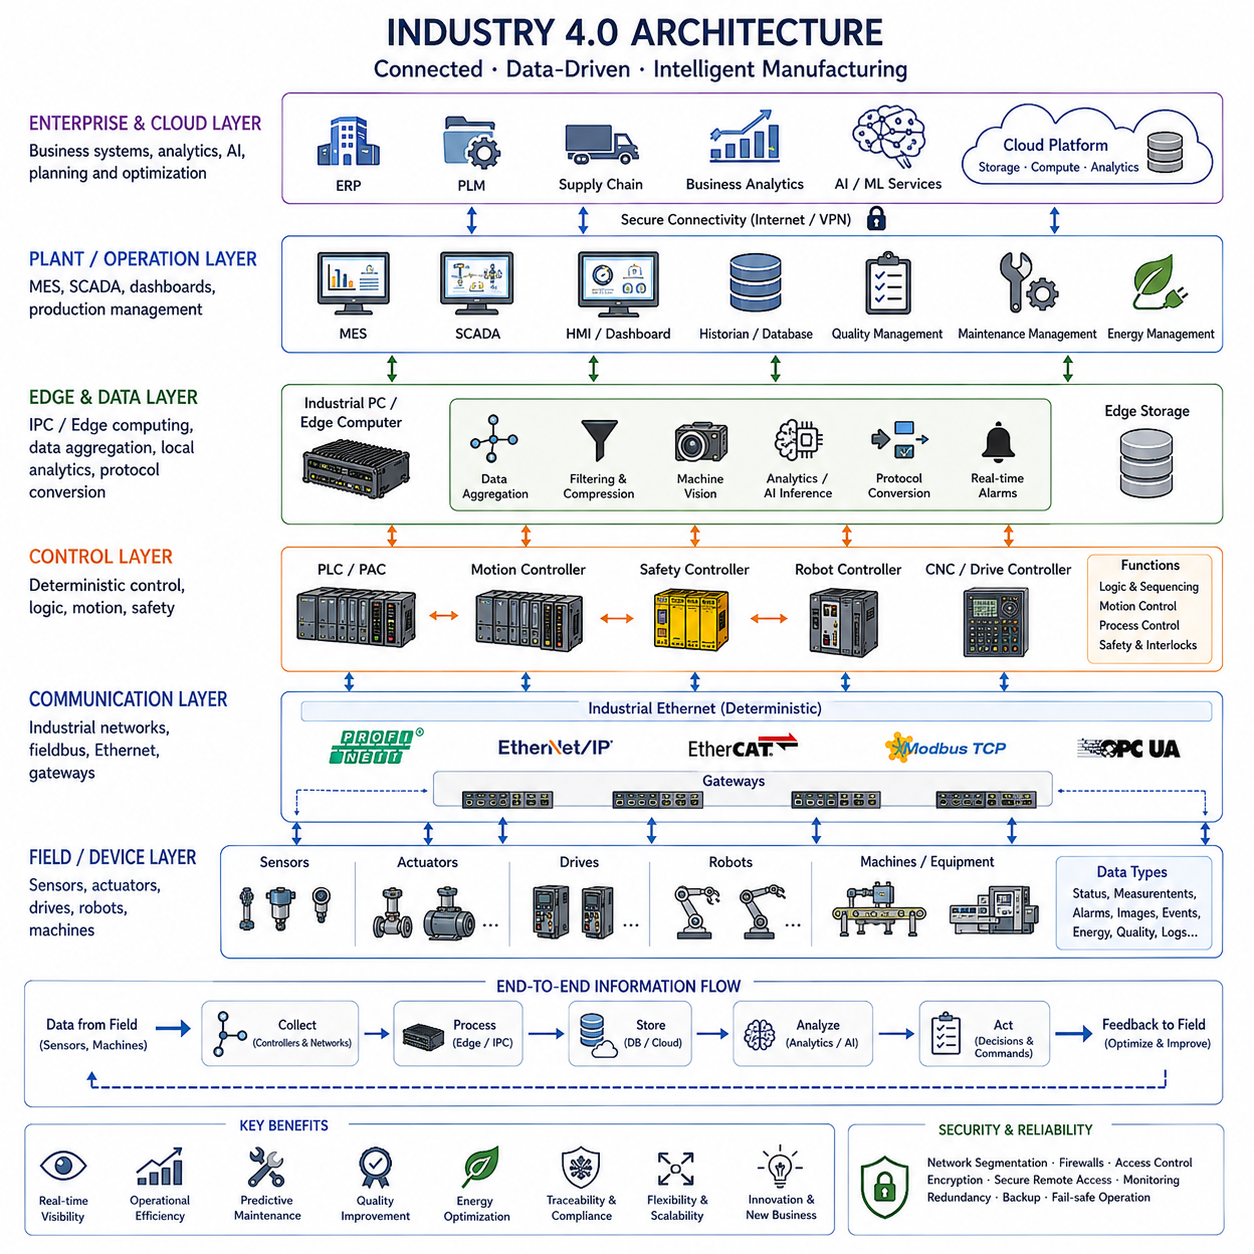 INDUSTRY 4.0 ARCHITECTURE
Connected · Data-Driven · Intelligent Manufacturing
ENTERPRISE & CLOUD LAYER
Business systems, analytics, AI,
planning and optimization
ERP
PLM
Supply Chain
Business Analytics
AI / ML Services
Cloud Platform
Storage · Compute · Analytics
Secure Connectivity (Internet / VPN)
PLANT / OPERATION LAYER
MES, SCADA, dashboards,
production management
MES
SCADA
HMI / Dashboard
Historian / Database
Quality Management
Maintenance Management
Energy Management
EDGE & DATA LAYER
IPC / Edge computing,
data aggregation, local
analytics, protocol
conversion
Industrial PC /
Edge Computer
Data
Aggregation
Filtering &
Compression
Machine
Vision
Analytics /
AI Inference
Protocol
Conversion
Real-time
Alarms
Edge Storage
CONTROL LAYER
Deterministic control,
logic, motion, safety
PLC / PAC
Motion Controller
Safety Controller
Robot Controller
CNC / Drive Controller
Functions
Logic & Sequencing
Motion Control
Process Control
Safety & Interlocks
COMMUNICATION LAYER
Industrial networks,
fieldbus, Ethernet,
gateways
Industrial Ethernet (Deterministic)
PROFI
NEIT
EtherNet/IP
EtherCAT
Modbus TCP
OPC UA
Gateways
FIELD / DEVICE LAYER
Sensors, actuators,
drives, robots,
machines
Sensors
Actuators
...
Drives
...
Robots
...
Machines / Equipment
Data Types
Status, Measurentents,
Alarms, Images, Events,
Energy, Quality, Logs...
END-TO-END INFORMATION FLOW
Data from Field
(Sensors, Machines)
Collect
(Controllers & Networks)
Process
(Edge / IPC)
Store
(DB / Cloud)
Analyze
(Analytics / AI)
Act
(Decisions &
Commands)
Feedback to Field
(Optimize & Improve)
KEY BENEFITS
Real-time
Visibility
Operational
Efficiency
Predictive
Maintenance
Quality
Improvement
Energy
Optimization
Traceability &
Compliance
Flexibility &
Scalability
Innovation &
New Business
SECURITY & RELIABILITY
Network Segmentation · Firewalls · Access Control
Encryption · Secure Remote Access · Monitoring
Redundancy · Backup · Fail-safe Operation